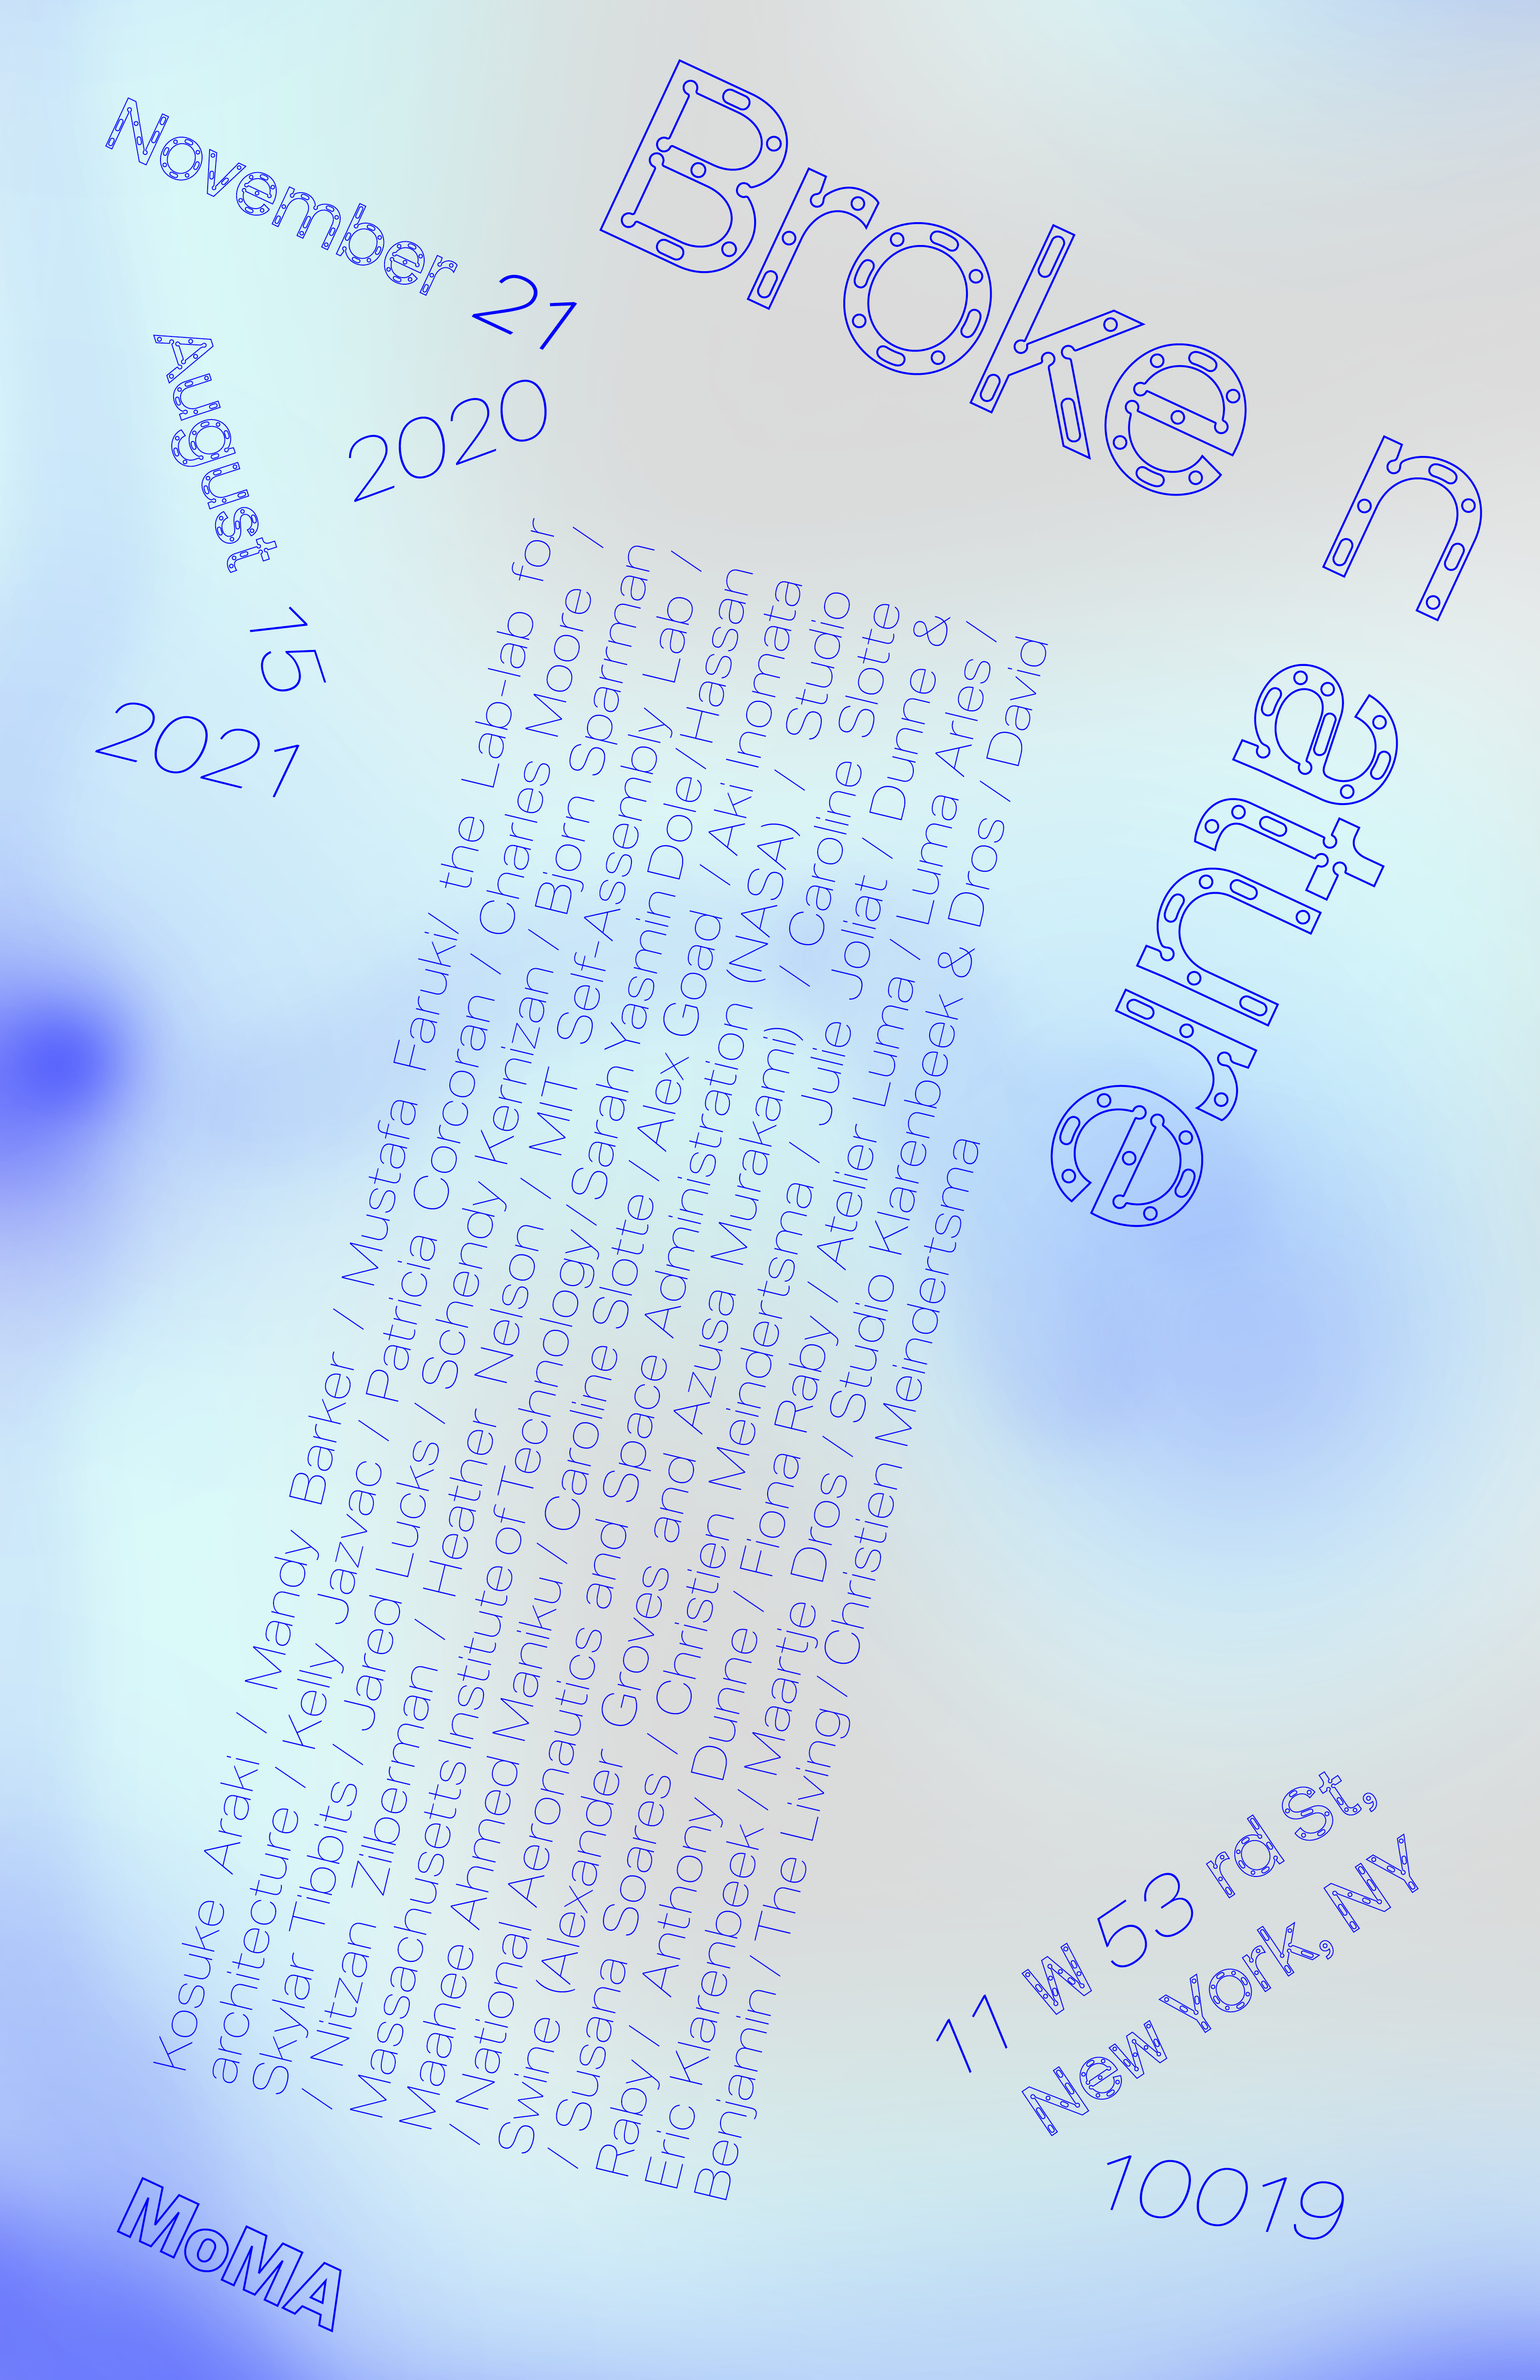 Broke n
ature
November 21
2020
August 15
2021
Kosuke Araki / Mandy Barker / Mustafa Faruki/ the Lab-lab for
architecture / Kelly Jazvac / Patricia Corcoran / Charles Moore /
Skylar Tibbits / Jared Lucks / Schendy Kernizan / Bjorn Sparrman
/ Nitzan Zilberman / Heather Nelson / MIT Self-Assembly Lab /
Massachusetts Institute of Technology/ Sarah Yasmin Dole/ Hassan
Maahee Ahmed Maniku / Caroline Slotte / Alex Goad / Aki Inomata
/ National Aeronautics and Space Administration (NASA) / Studio
Swine (Alexander Groves and Azusa Murakami) / Caroline Slotte
/ Susana Soares / Christien Meindertsma / Julie Joliat / Dunne &
Raby / Anthony Dunne / Fiona Raby / Atelier Luma / Luma Arles /
Eric Klarenbeek / Maartje Dros / Studio Klarenbeek & Dros / David
Benjamin / The Living / Christien Meindertsma
11 W 53 rd St,
New York, NY
10019
MoMA